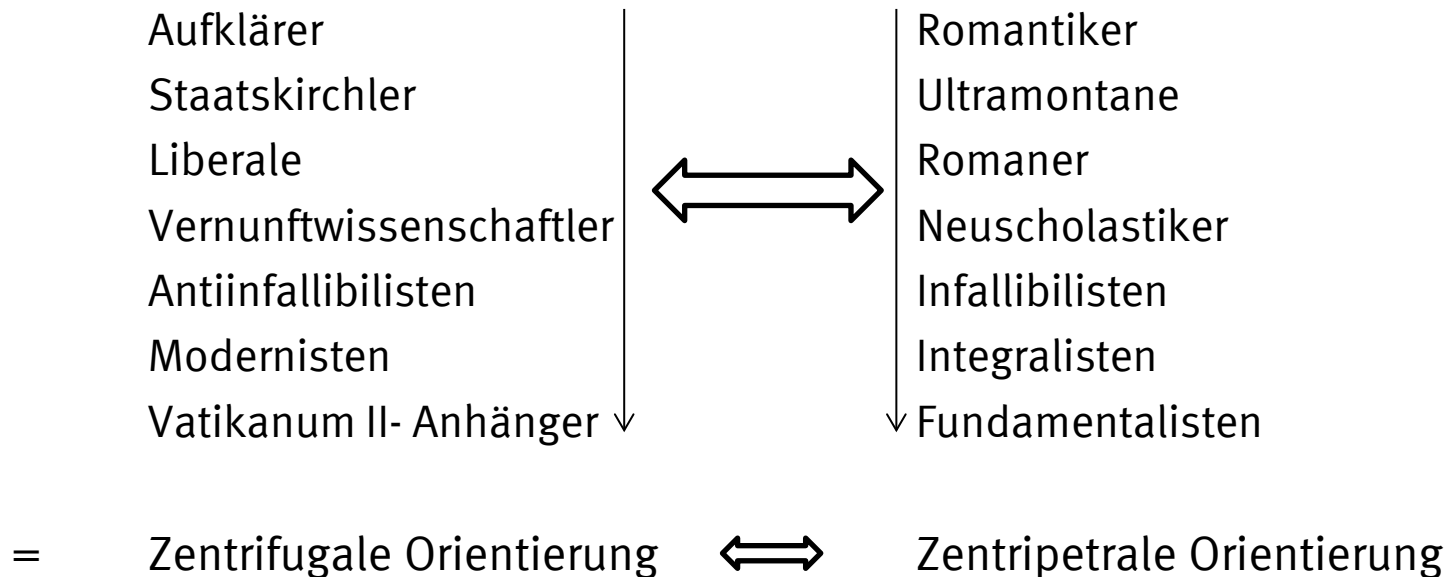 Aufklärer Romantiker
Staatskirchler Ultramontane
Liberale Romaner
Vernunftwissenschaftler Neuscholastiker
Antiinfallibilisten Infallibilisten
Modernisten Integralisten
Vatikanum II- Anhänger Fundamentalisten
= Zentrifugale Orientierung Zentripetrale Orientierung